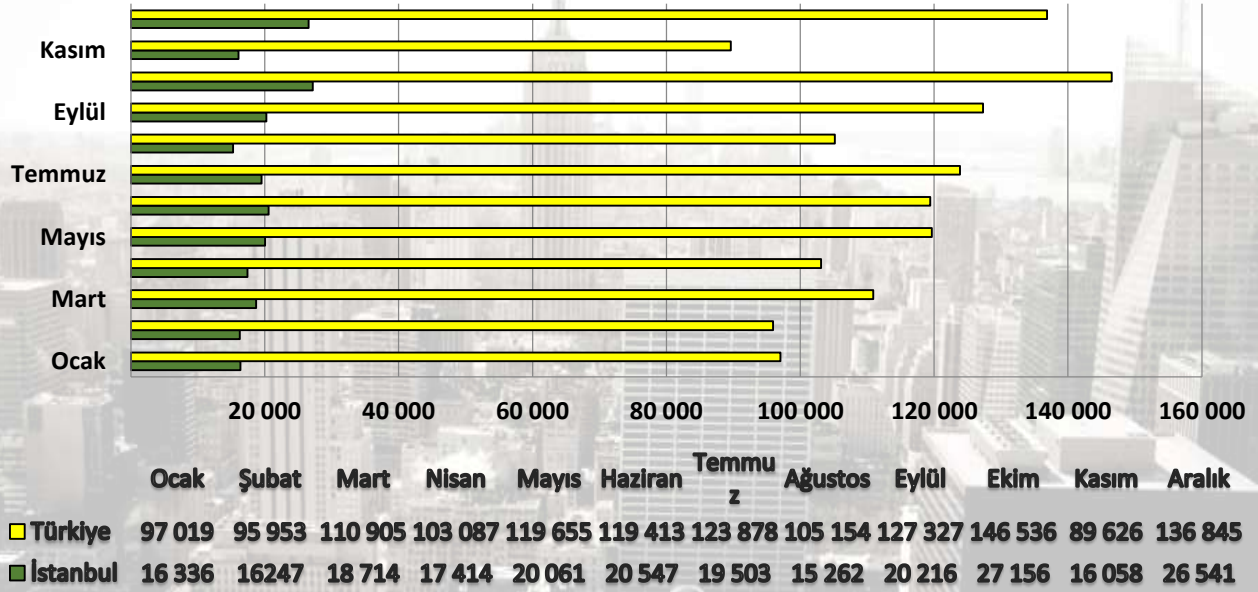 Kasım
Eylül
Temmuz
Mayıs
Mart
Ocak
20 000 40 000 60 000 80 000 100 000 120 000 140 000 160 000
Ocak Şubat Mart Nisan Mayıs Haziran Temmu
z Ağustos Eylül Ekim Kasım Aralık
Türkiye 97 019 95 953 110 905 103 087 119 655 119 413 123 878 105 154 127 327 146 536 89 626 136 845
İstanbul 16 336 16247 18 714 17 414 20 061 20 547 19 503 15 262 20 216 27 156 16 058 26 541